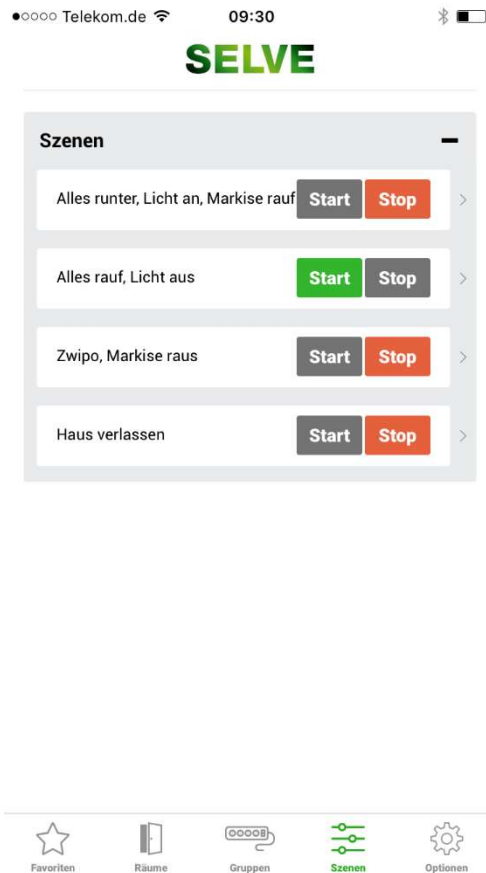 Telekom.de 09:30
SELVE
Szenen
Alles runter, Licht an, Markise rauf Start Stop
Alles rauf, Licht aus Start Stop
Zwipo, Markise raus Start Stop
Haus verlassen Start Stop
Favoriten Räume Gruppen Szenen Optionen